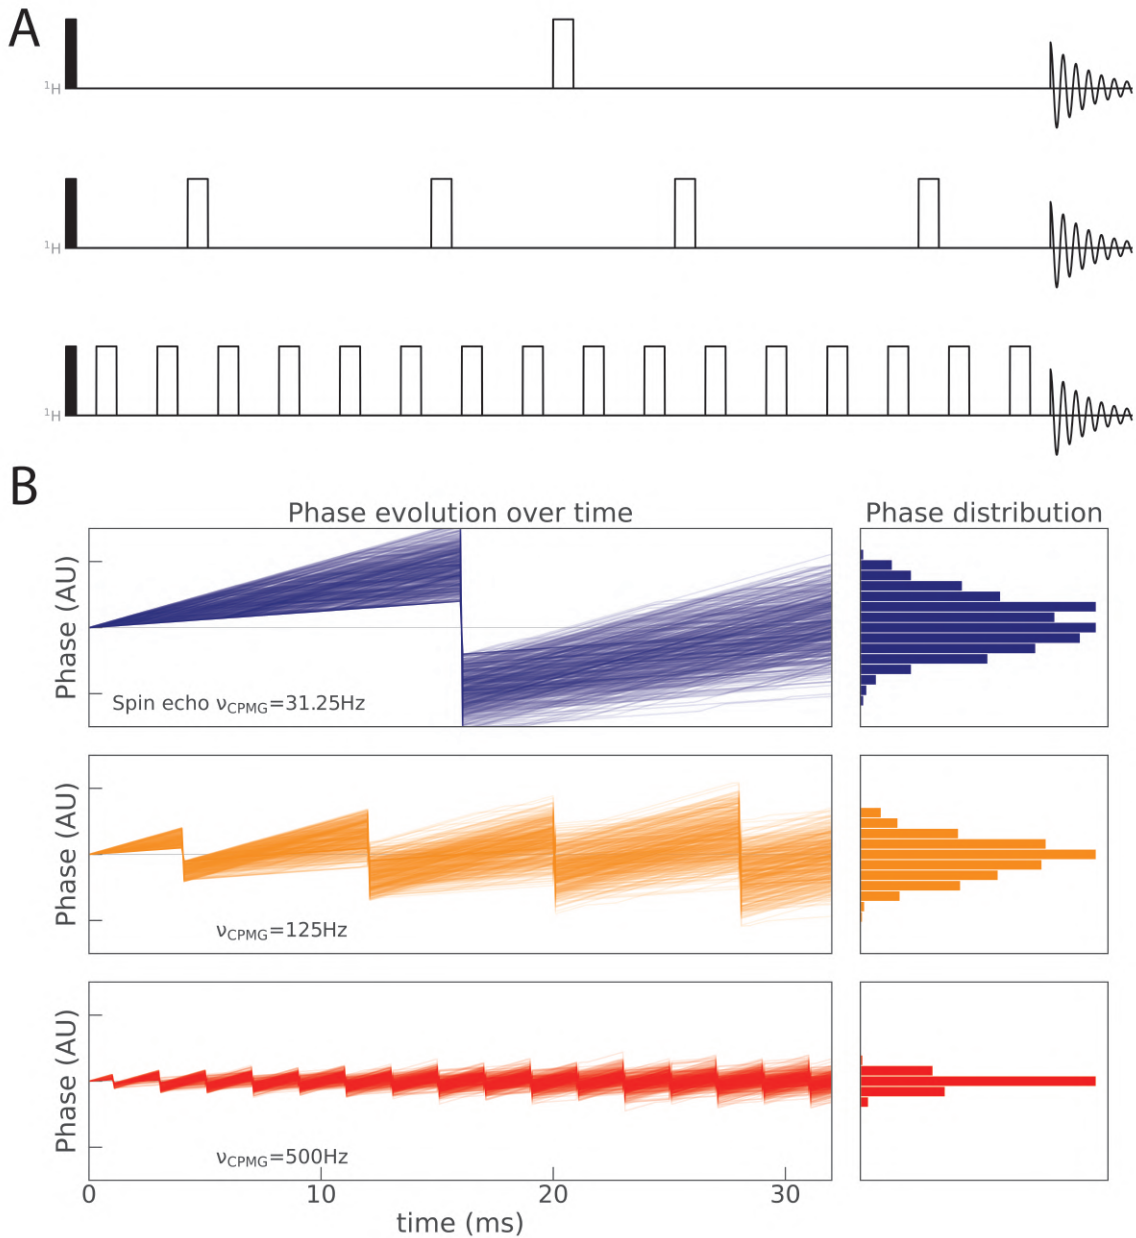 A
¹H
¹H
¹H
B
Phase evolution over time
Phase distribution
Phase (AU)
Spin echo νCPMG=31.25Hz
Phase (AU)
νCPMG=125Hz
Phase (AU)
νCPMG=500Hz
0 10 20 30
time (ms)